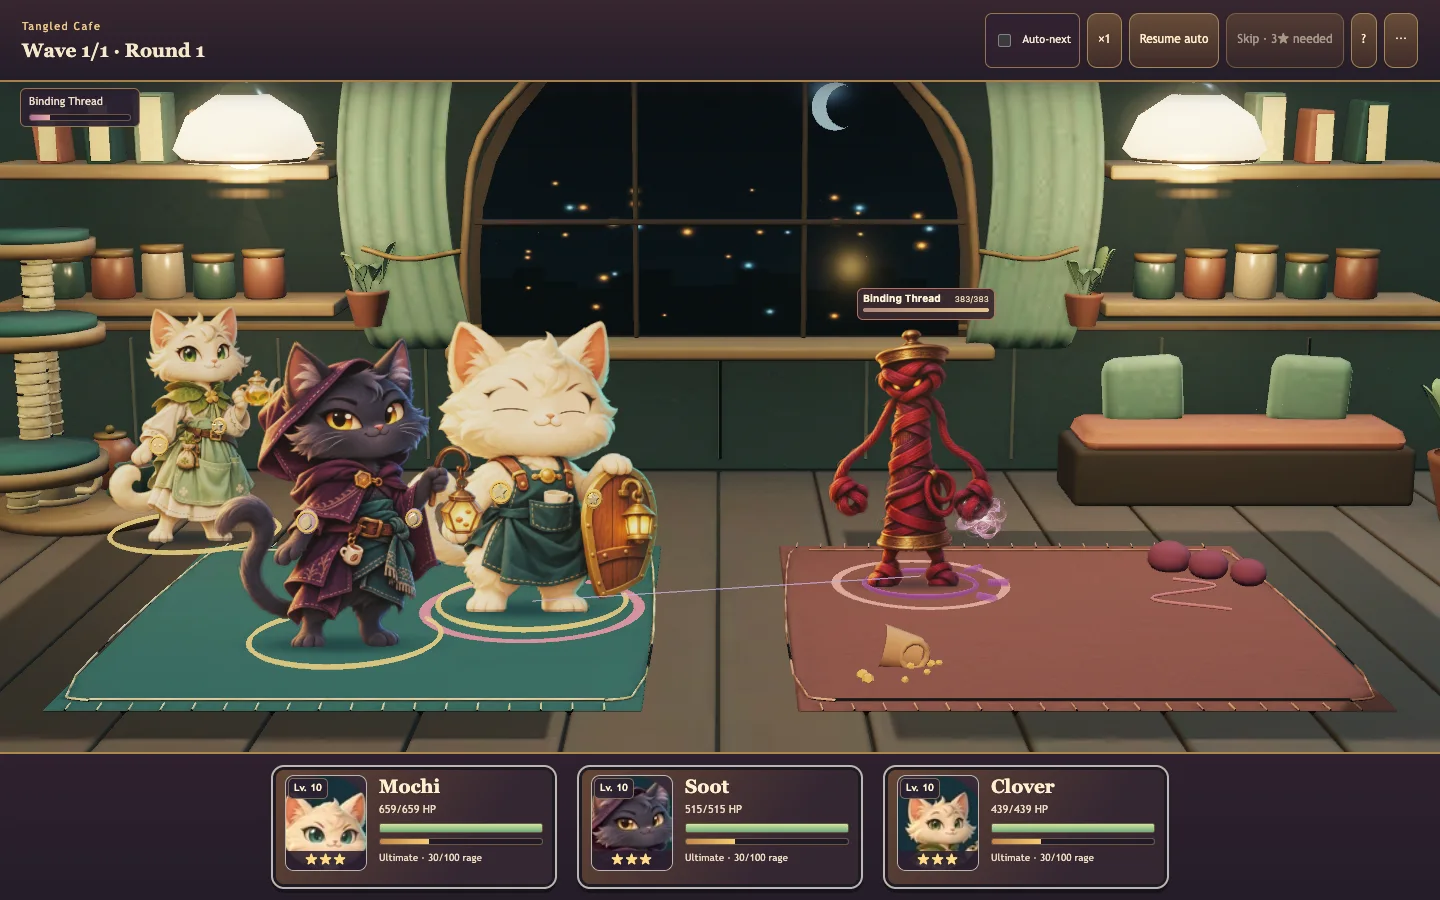 Tangled Cafe
Wave 1/1 · Round 1
Auto-next
×1
Resume auto
Skip · 3★ needed
?
...
Binding Thread
Binding Thread 383/383
Lv. 10
Mochi
659/659 HP
Ultimate · 30/100 rage
★★★
Lv. 10
Soot
515/515 HP
Ultimate · 30/100 rage
★★★
Lv. 10
Clover
439/439 HP
Ultimate · 30/100 rage
★★★